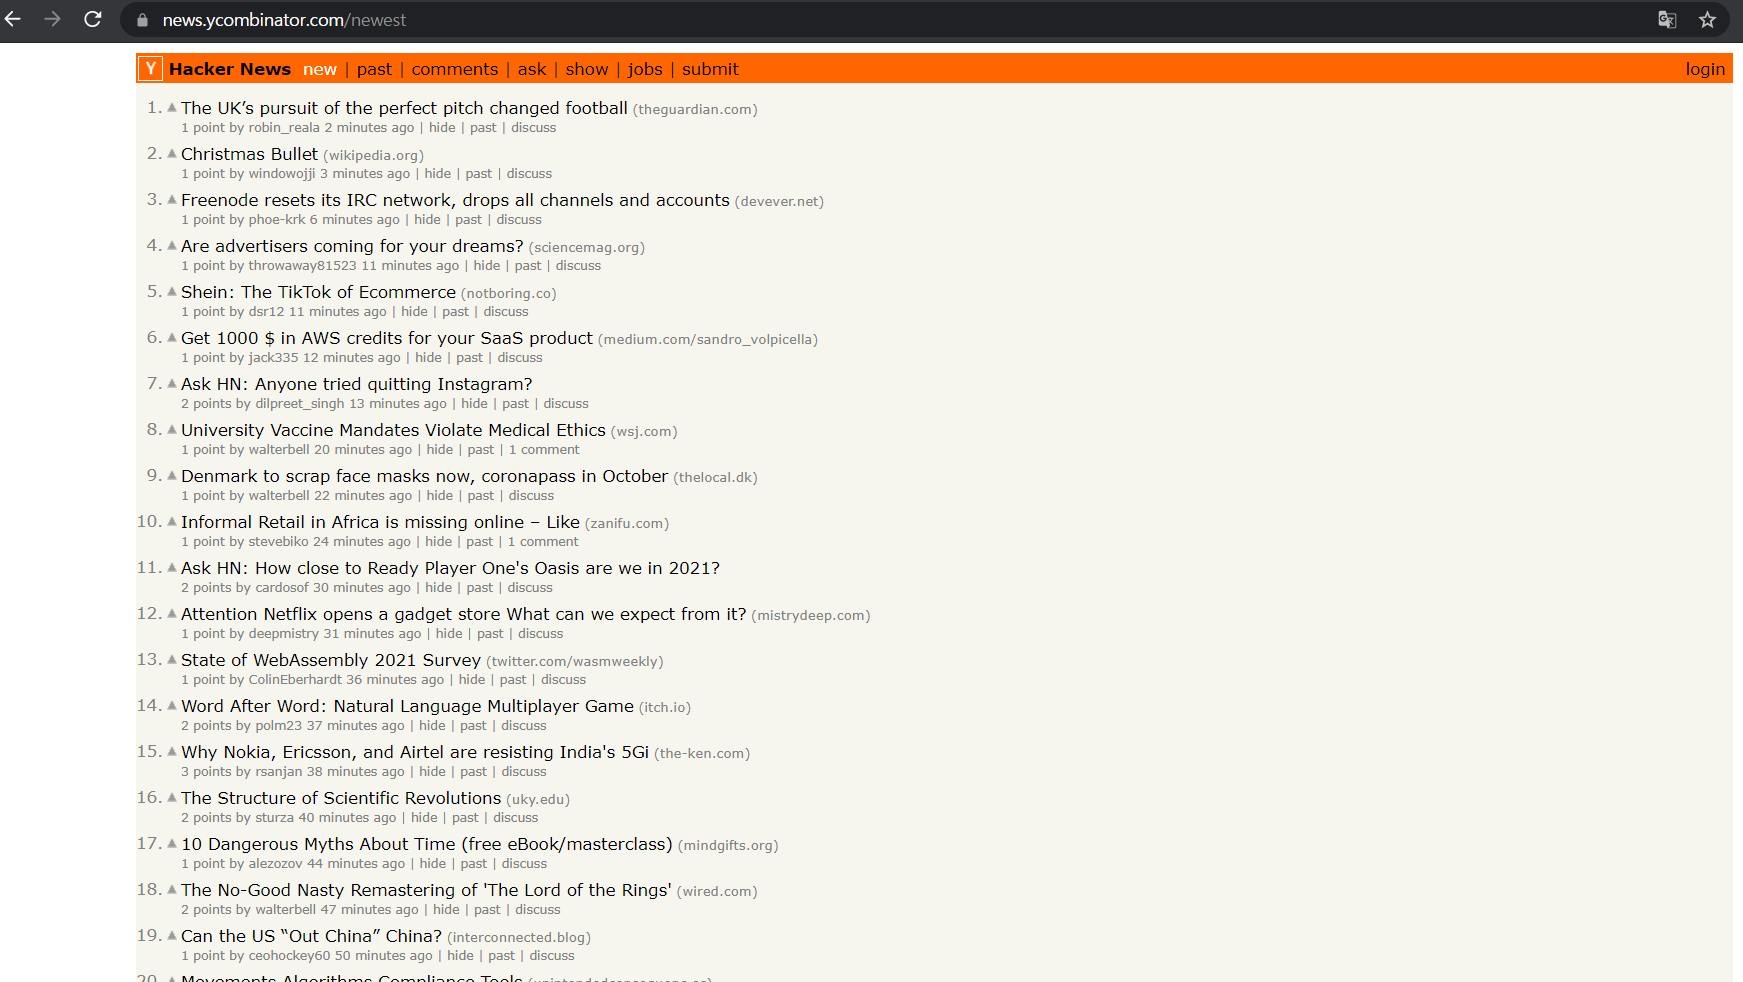 news.ycombinator.com/newest
Y Hacker News new | past | comments | ask | show | jobs | submit login
1. The UK’s pursuit of the perfect pitch changed football (theguardian.com)
1 point by robin_reala 2 minutes ago | hide | past | discuss
2. Christmas Bullet (wikipedia.org)
1 point by windowojji 3 minutes ago | hide | past | discuss
3. Freenode resets its IRC network, drops all channels and accounts (devever.net)
1 point by phoe-krk 6 minutes ago | hide | past | discuss
4. Are advertisers coming for your dreams? (sciencemag.org)
1 point by throwaway81523 11 minutes ago | hide | past | discuss
5. Shein: The TikTok of Ecommerce (notboring.co)
1 point by dsr12 11 minutes ago | hide | past | discuss
6. Get 1000 $ in AWS credits for your SaaS product (medium.com/sandro_volpicella)
1 point by jack335 12 minutes ago | hide | past | discuss
7. Ask HN: Anyone tried quitting Instagram?
2 points by dilpreet_singh 13 minutes ago | hide | past | discuss
8. University Vaccine Mandates Violate Medical Ethics (wsj.com)
1 point by walterbell 20 minutes ago | hide | past | 1 comment
9. Denmark to scrap face masks now, coronapass in October (thelocal.dk)
1 point by walterbell 22 minutes ago | hide | past | discuss
10. Informal Retail in Africa is missing online – Like (zanifu.com)
1 point by stevebiko 24 minutes ago | hide | past | 1 comment
11. Ask HN: How close to Ready Player One's Oasis are we in 2021?
2 points by cardosof 30 minutes ago | hide | past | discuss
12. Attention Netflix opens a gadget store What can we expect from it? (mistrydeep.com)
1 point by deepmistry 31 minutes ago | hide | past | discuss
13. State of WebAssembly 2021 Survey (twitter.com/wasmweekly)
1 point by ColinEberhardt 36 minutes ago | hide | past | discuss
14. Word After Word: Natural Language Multiplayer Game (itch.io)
2 points by polm23 37 minutes ago | hide | past | discuss
15. Why Nokia, Ericsson, and Airtel are resisting India's 5Gi (the-ken.com)
3 points by rsanjan 38 minutes ago | hide | past | discuss
16. The Structure of Scientific Revolutions (uky.edu)
2 points by sturza 40 minutes ago | hide | past | discuss
17. 10 Dangerous Myths About Time (free eBook/masterclass) (mindgifts.org)
1 point by alezozov 44 minutes ago | hide | past | discuss
18. The No-Good Nasty Remastering of 'The Lord of the Rings' (wired.com)
2 points by walterbell 47 minutes ago | hide | past | discuss
19. Can the US “Out China” China? (interconnected.blog)
1 point by ceohockey60 50 minutes ago | hide | past | discuss
20. Movements Algorithms Compliance Tools